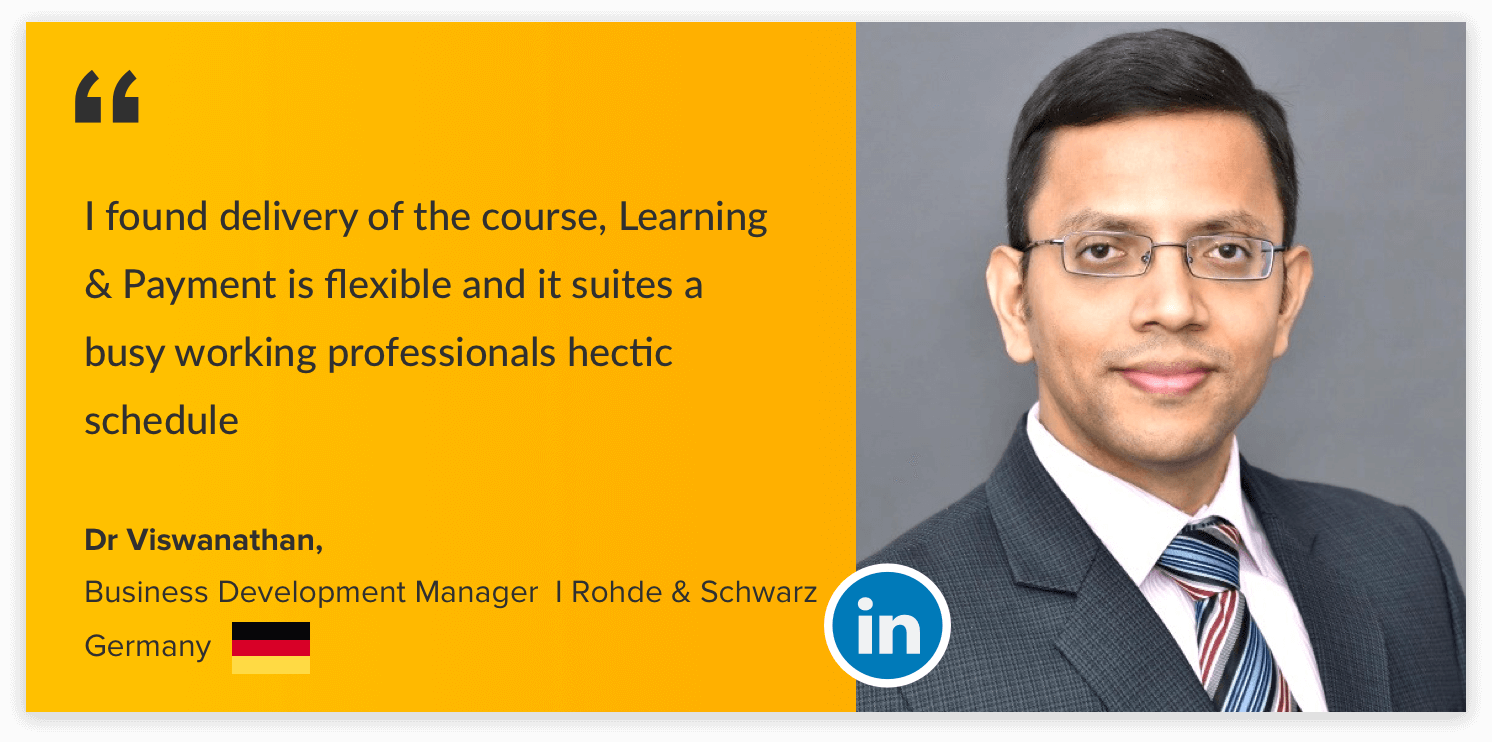 “
I found delivery of the course, Learning
& Payment is flexible and it suites a
busy working professionals hectic
schedule
Dr Viswanathan,
Business Development Manager I Rohde & Schwarz
Germany
in